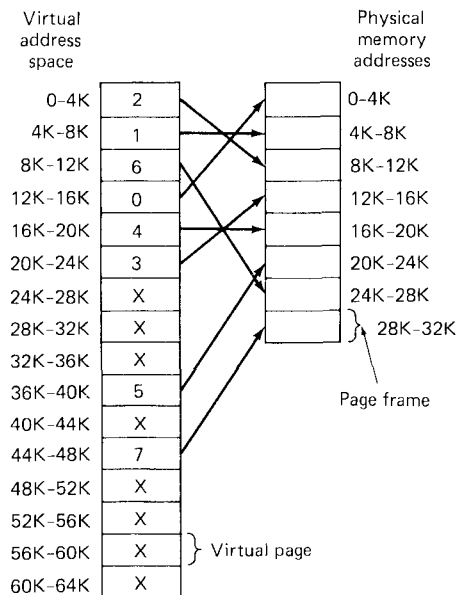 Virtual
address
space
Physical
memory
addresses
0-4K 2 0-4K
4K-8K 1 4K-8K
8K-12K 6 8K-12K
12K-16K 0 12K-16K
16K-20K 4 16K-20K
20K-24K 3 20K-24K
24K-28K X 24K-28K
28K-32K X 28K-32K
32K-36K X
36K-40K 5
Page frame
40K-44K X
44K-48K 7
48K-52K X
52K-56K X
56K-60K X Virtual page
60K-64K X